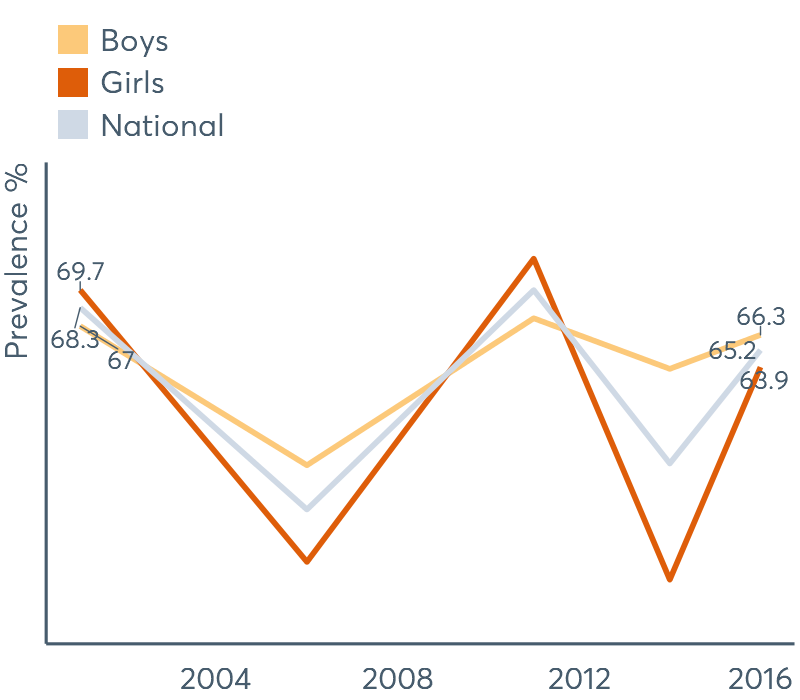 Boys
Girls
National
Prevalence %
69.7
68.3
67
66.3
65.2
63.9
2004
2008
2012
2016